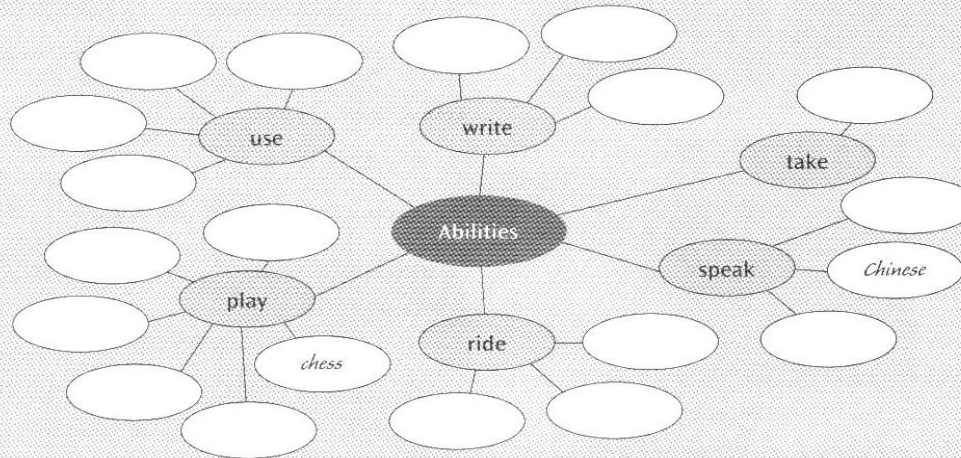 write
use
take
Abilities
speak
Chinese
play
ride
chess